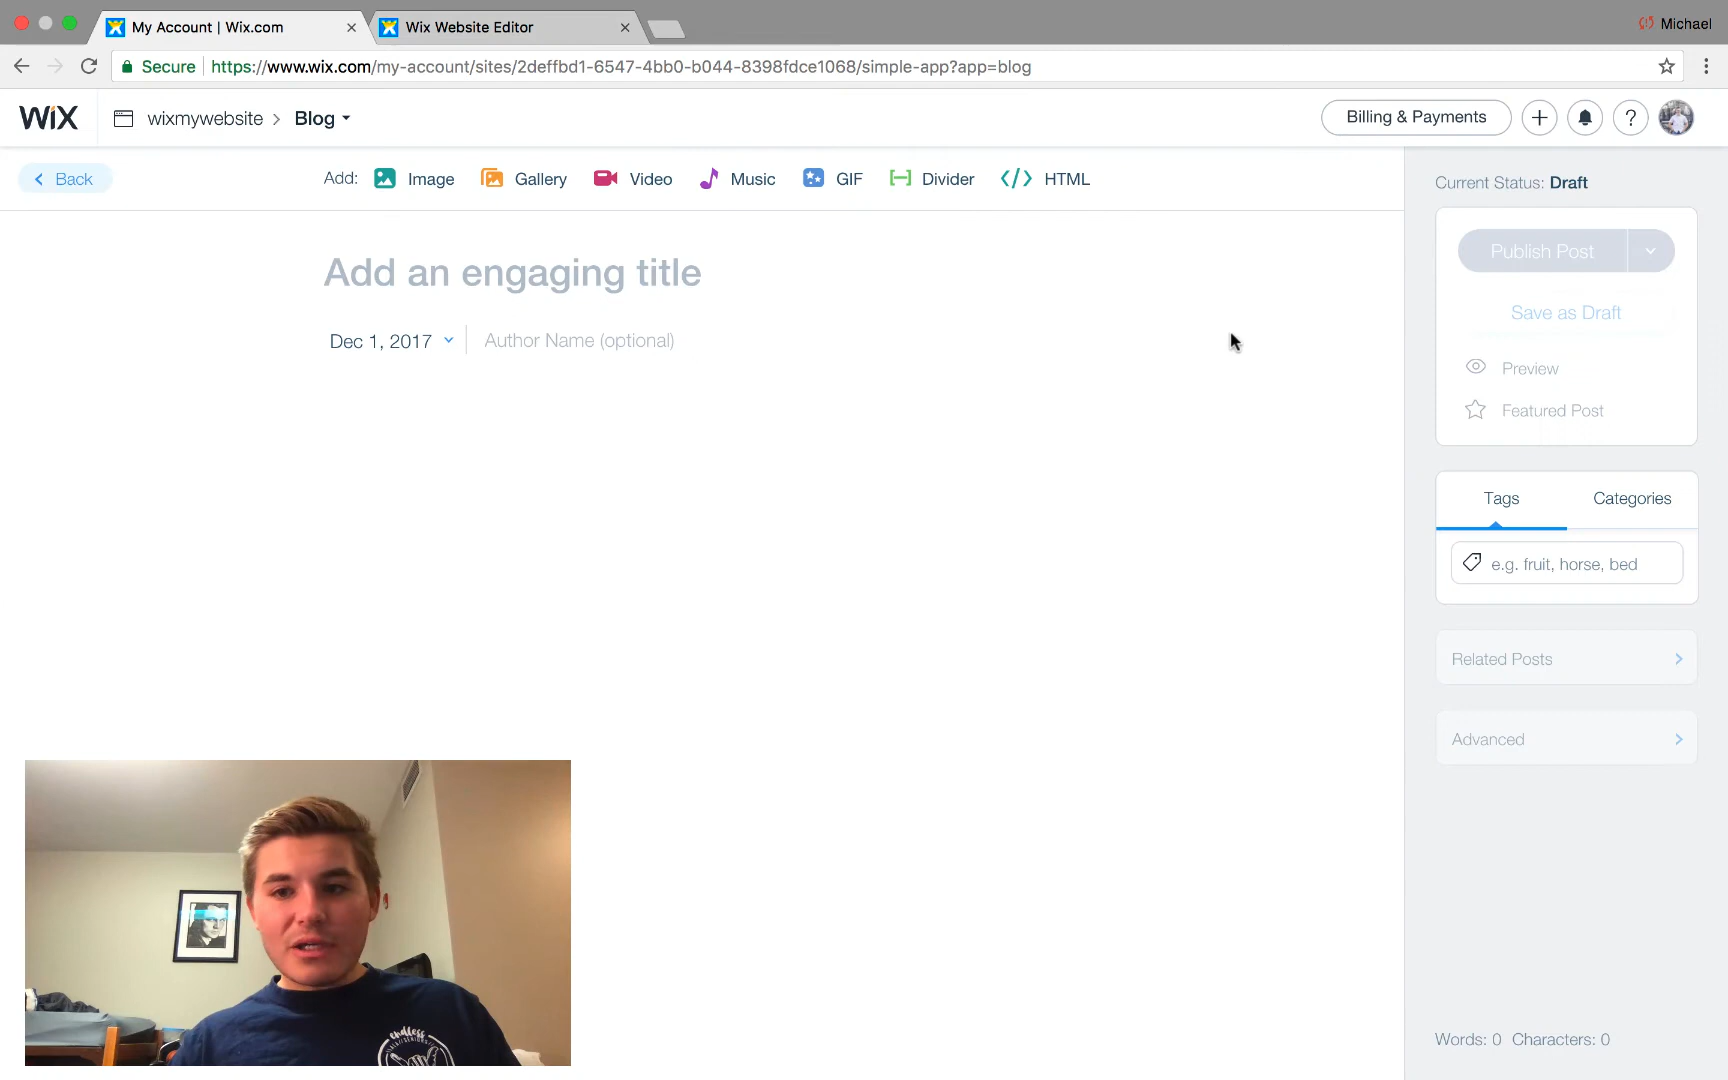 My Account | Wix.com
Wix Website Editor
Michael
Secure https://www.wix.com/my-account/sites/2deffbd1-6547-4bb0-b044-8398fdce1068/simple-app?app=blog
WiX wixmywebsite > Blog
Billing & Payments
Back
Add: Image Gallery Video Music GIF Divider HTML
Current Status: Draft
Publish Post
Save as Draft
Preview
Featured Post
Add an engaging title
Dec 1, 2017 Author Name (optional)
Tags Categories
e.g. fruit, horse, bed
Related Posts
Advanced
endless
Words: 0 Characters: 0